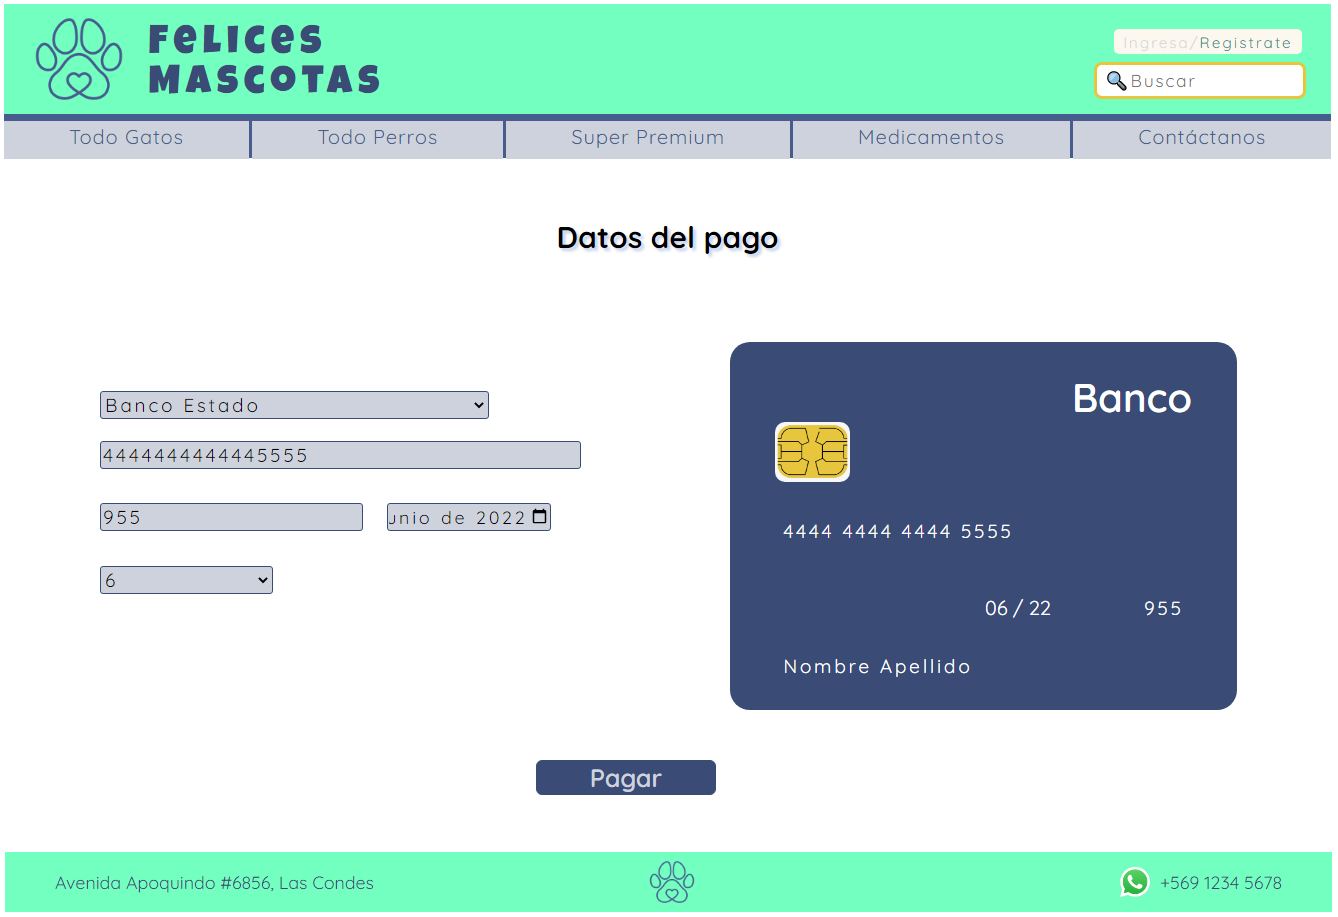 FELICES
MASCOTAS
Ingresa/Registrate
Buscar
Todo Gatos
Todo Perros
Super Premium
Medicamentos
Contáctanos
Datos del pago
Banco Estado
4444444444445555
955
unio de 2022
6
Banco
4444 4444 4444 5555
06 / 22
955
Nombre Apellido
Pagar
Avenida Apoquindo #6856, Las Condes
+569 1234 5678